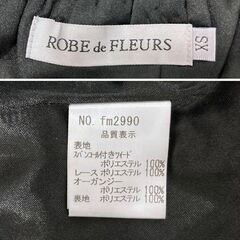 ROBE de FLEURS
XS
NO. fm2990
品質表示
表地
スパンコール付きツイード
ポリエステル 100%
レース ポリエステル 100%
オーガンジー
ポリエステル 100%
裏地 ポリエステル 100%